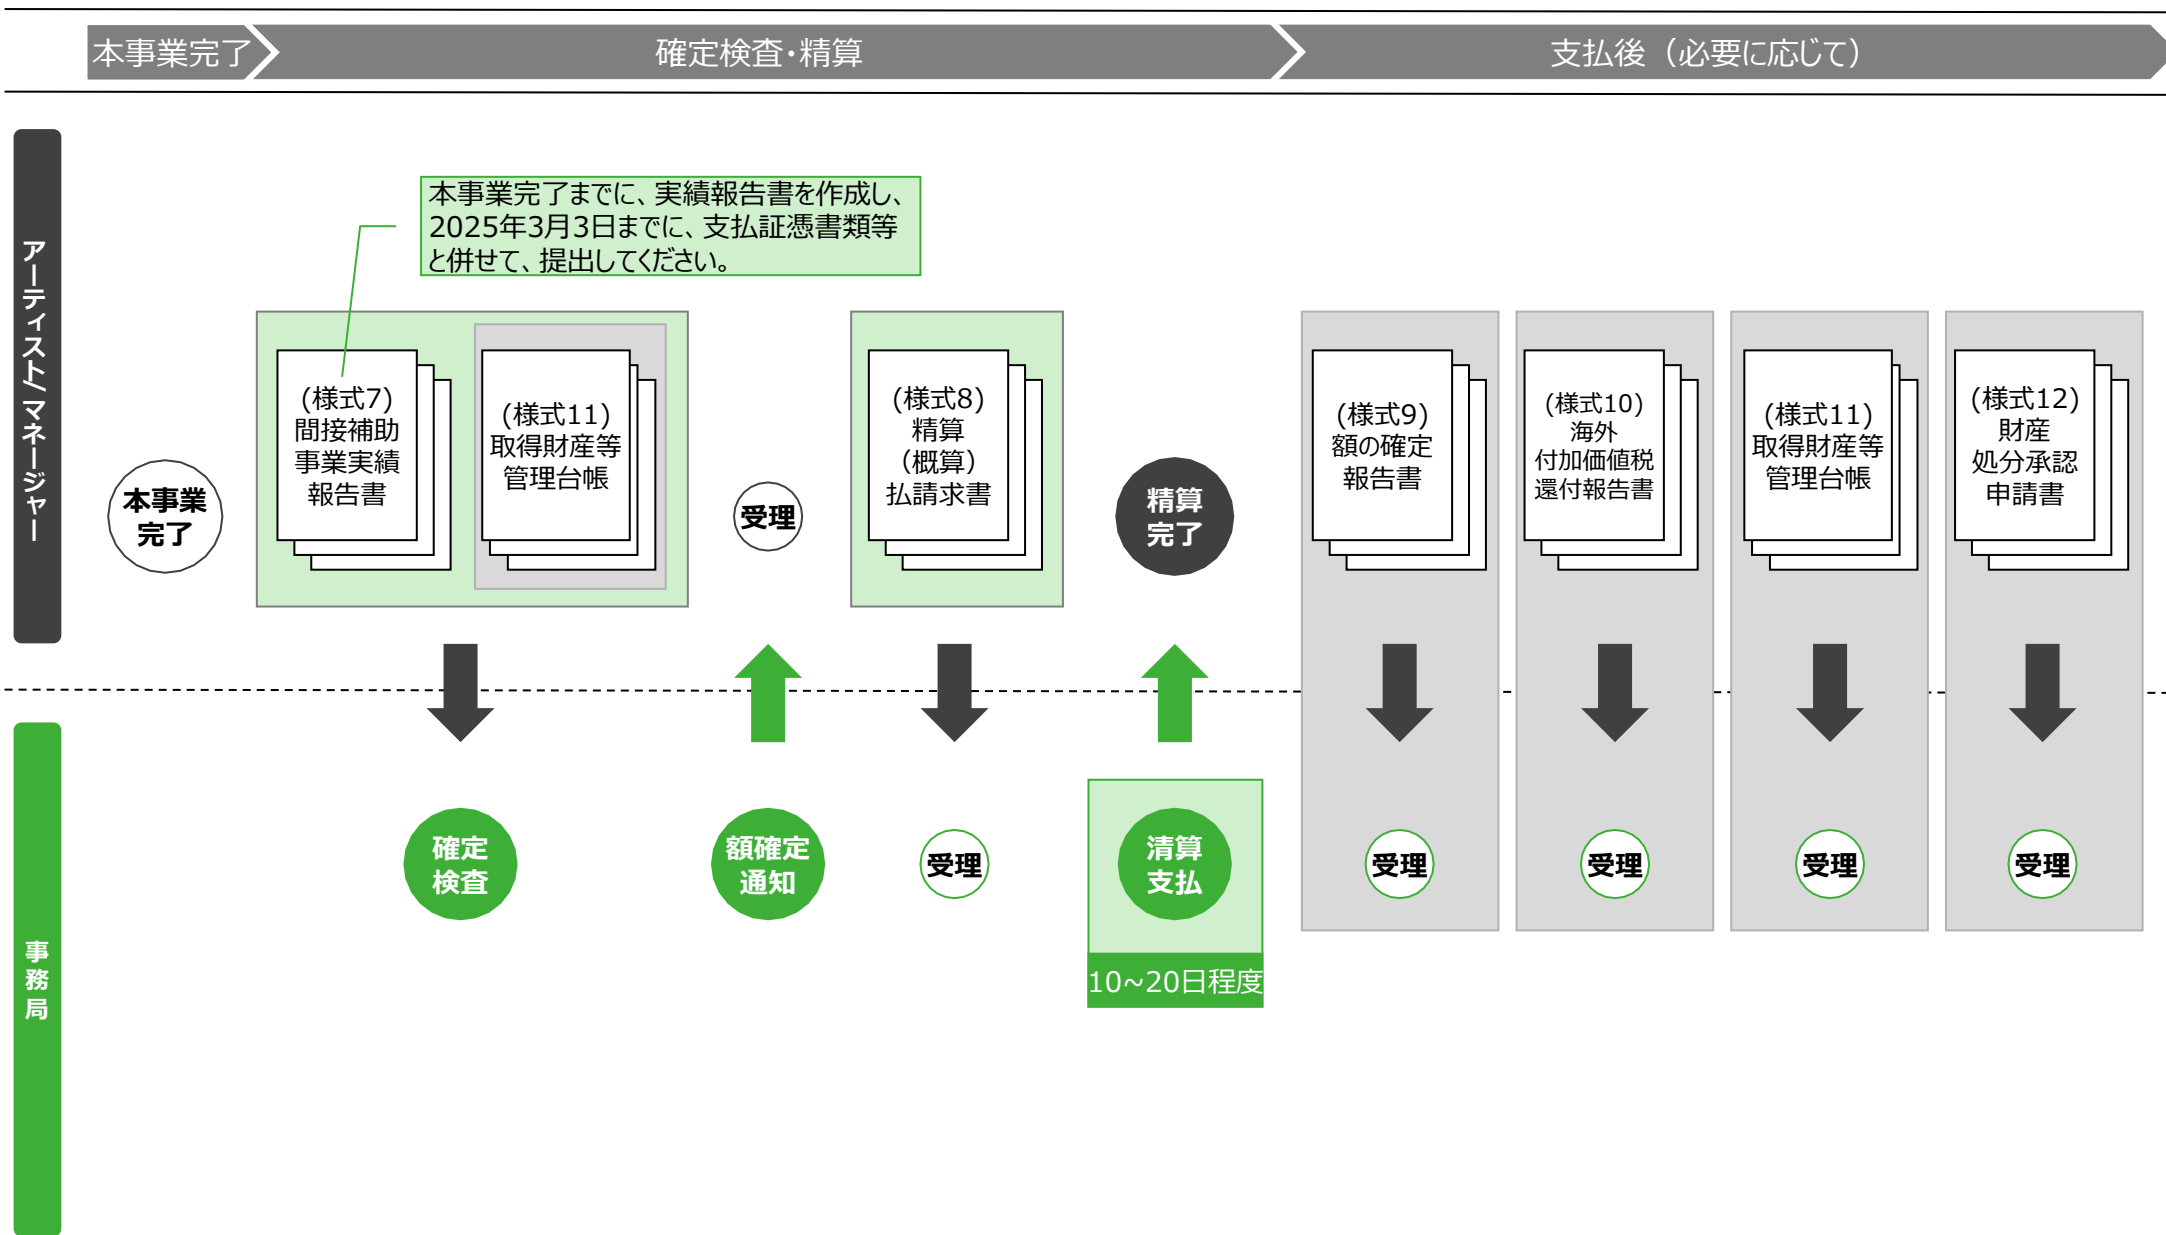 本事業完了
確定検査・精算
支払後（必要に応じて）
アーティスト/マネージャー
本事業完了までに、実績報告書を作成し、
2025年3月3日までに、支払証憑書類等
と併せて、提出してください。
本事業
完了
(様式7)
間接補助
事業実績
報告書
(様式11)
取得財産等
管理台帳
受理
(様式8)
精算
（概算）
払請求書
精算
完了
(様式9)
額の確定
報告書
(様式10)
海外
付加価値税
還付報告書
(様式11)
取得財産等
管理台帳
(様式12)
財産
処分承認
申請書
事務局
確定
検査
額確定
通知
受理
清算
支払
10~20日程度
受理
受理
受理
受理